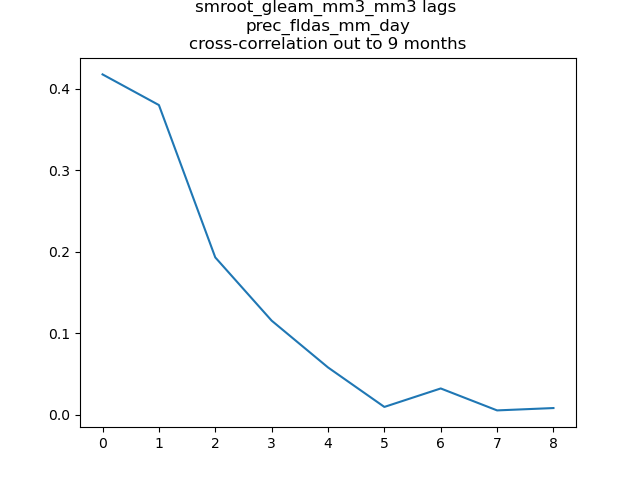 smroot_gleam_mm3_mm3 lags
prec_fldas_mm_day
cross-correlation out to 9 months
0.4
0.3
0.2
0.1
0.0
0 1 2 3 4 5 6 7 8